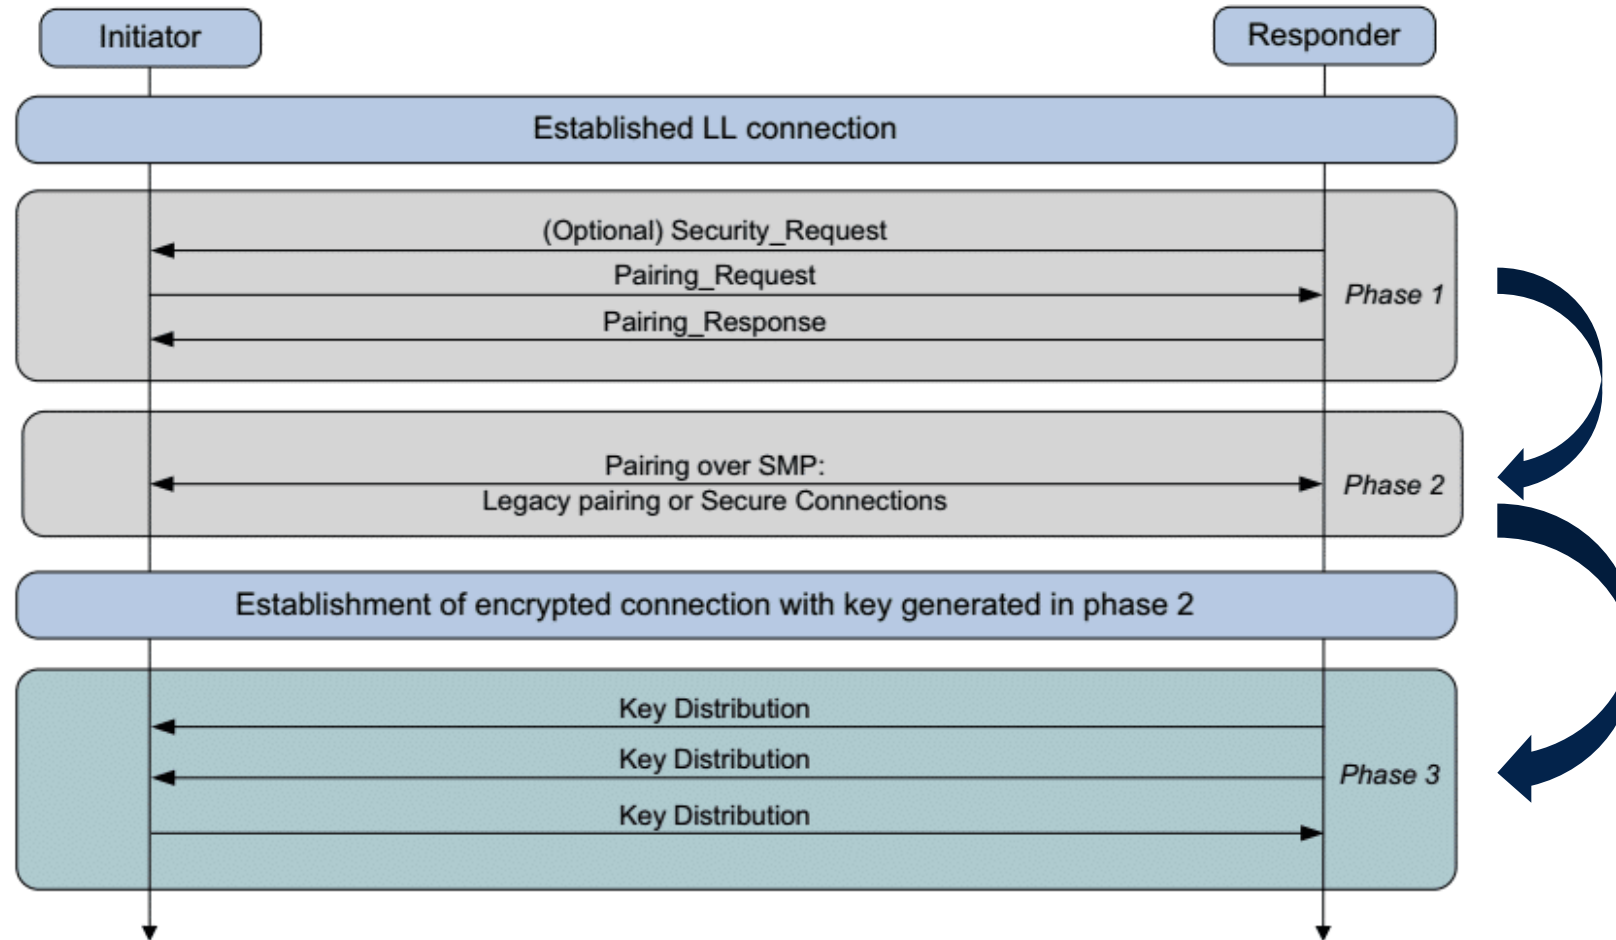 Initiator
Responder
Established LL connection
(Optional) Security_Request
Pairing_Request
Pairing_Response
Phase 1
Pairing over SMP:
Legacy pairing or Secure Connections
Phase 2
Establishment of encrypted connection with key generated in phase 2
Key Distribution
Key Distribution
Key Distribution
Phase 3